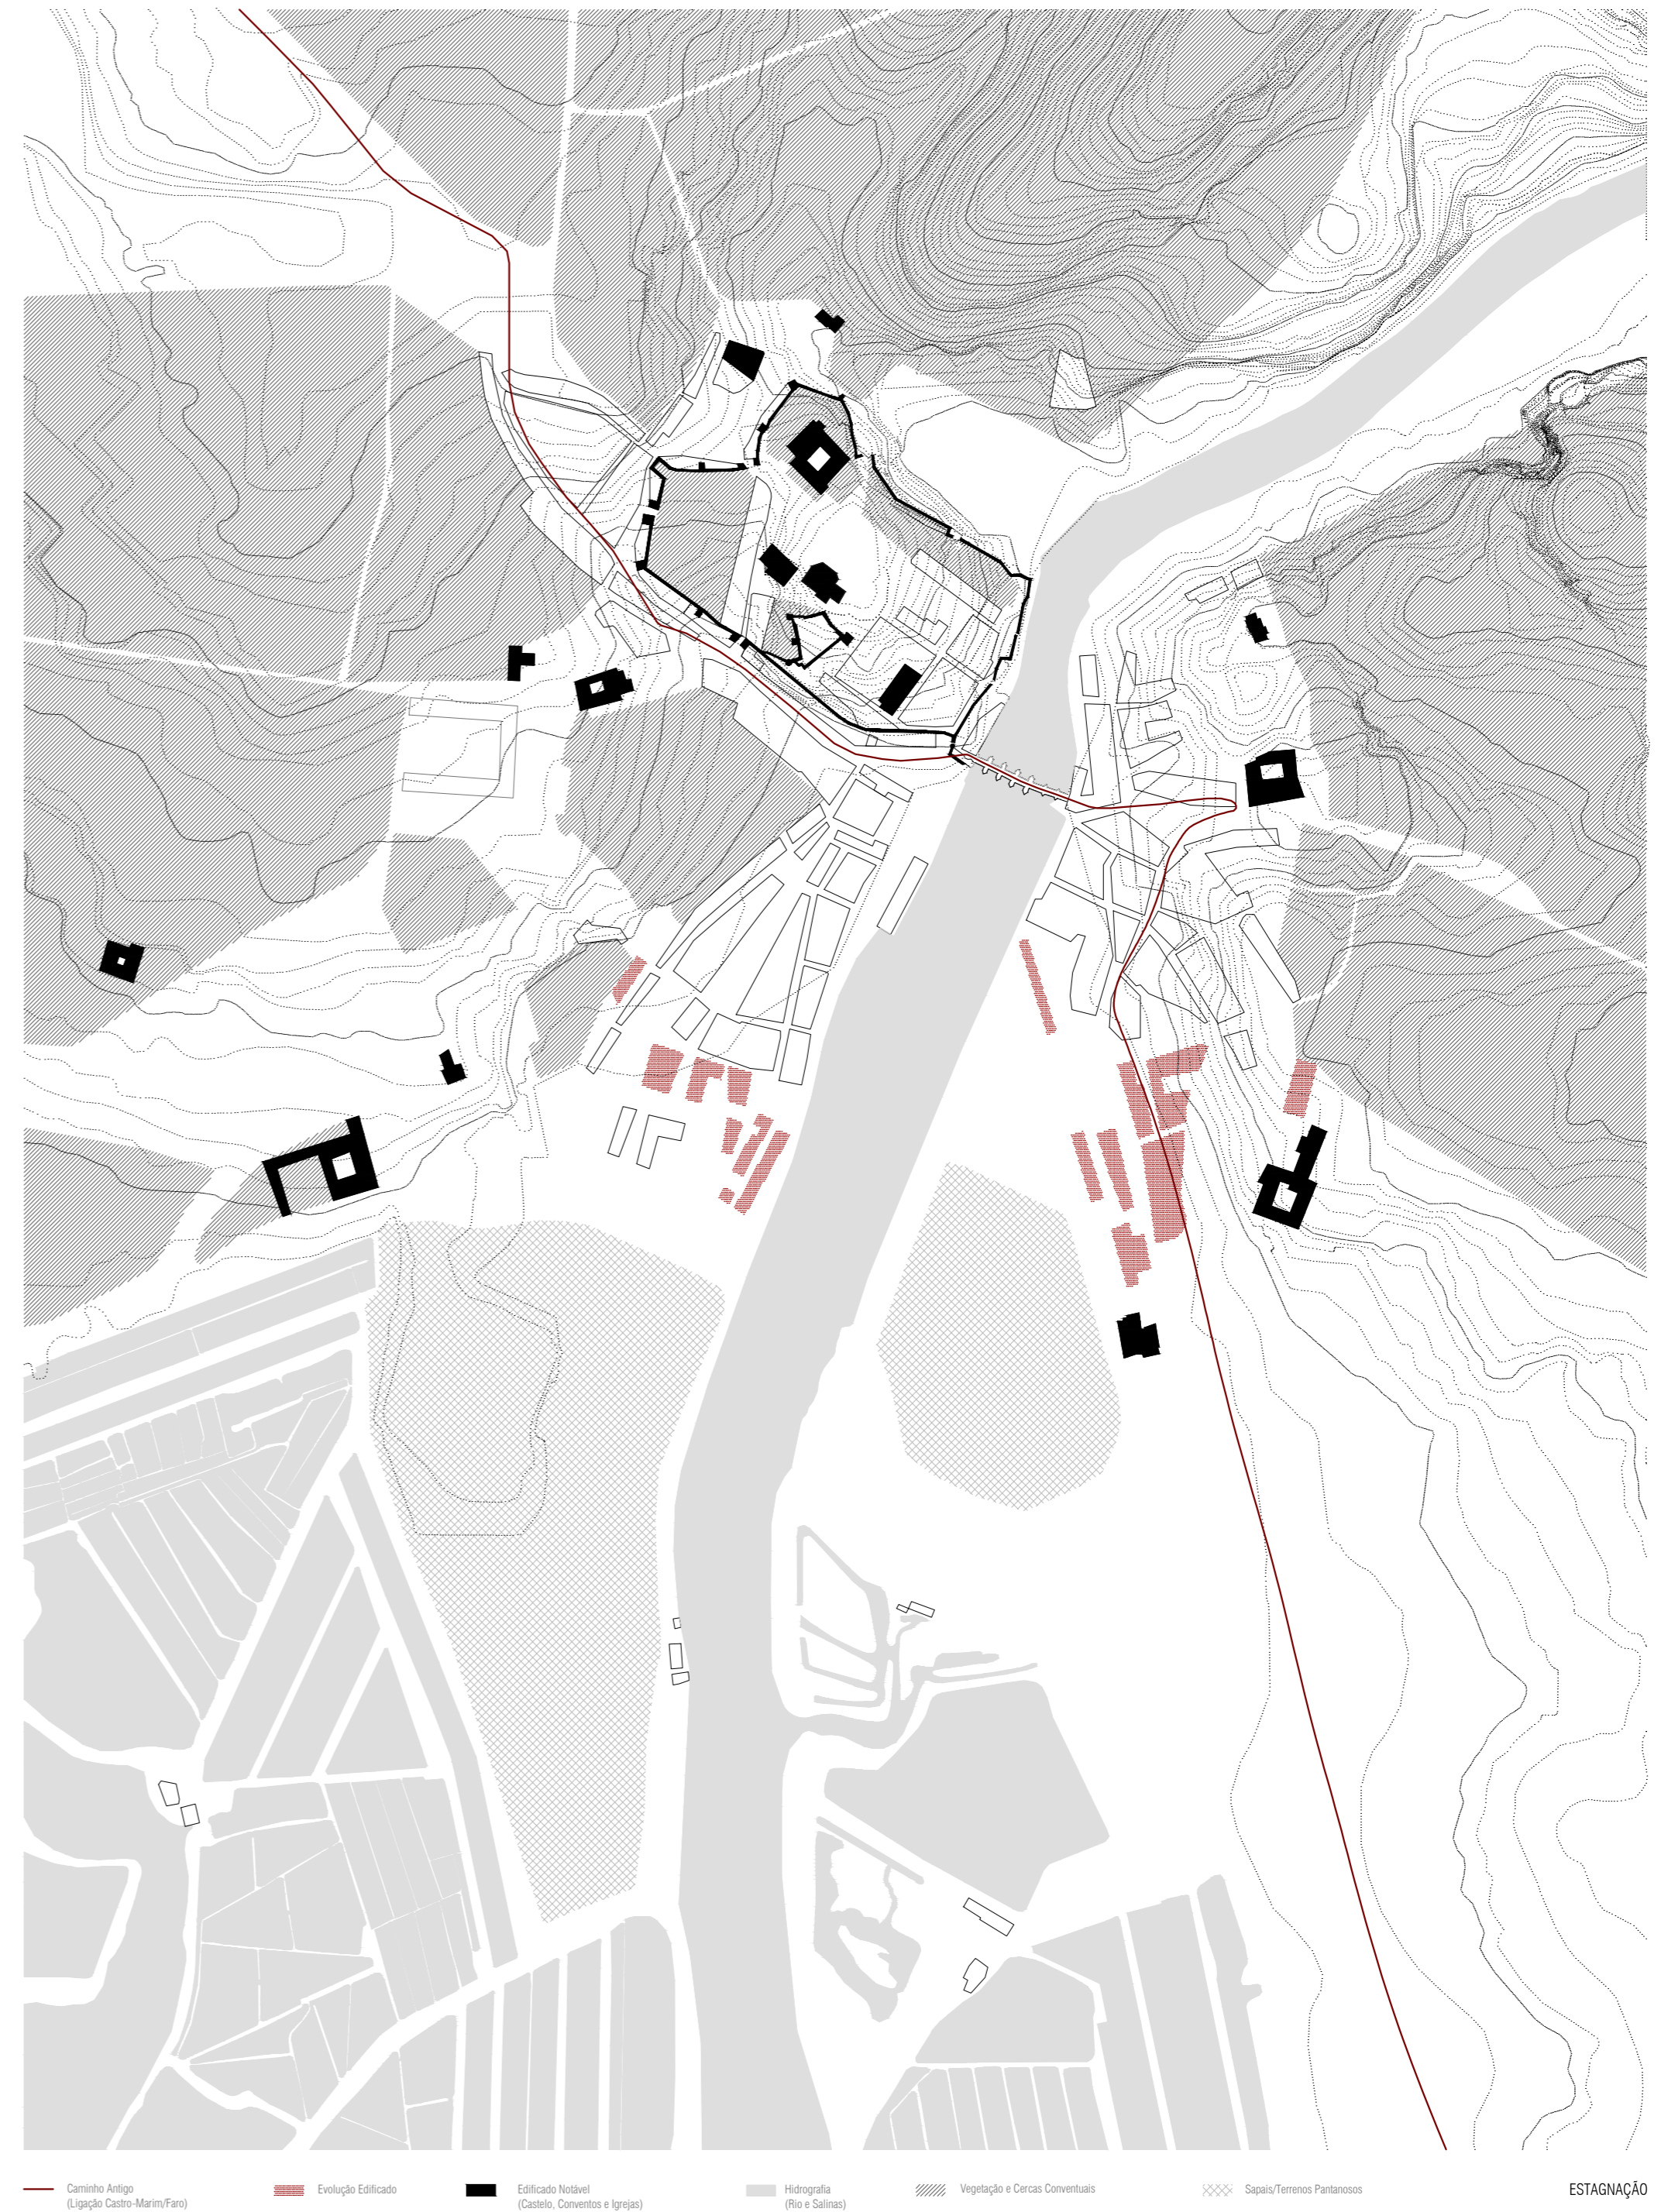 Caminho Antigo
(Ligação Castro-Marim/Faro)
Evolução Edificado
Edificado Notável
(Castelo, Conventos e Igrejas)
Hidrografia
(Rio e Salinas)
Vegetação e Cercas Conventuais
Sapais/Terrenos Pantanosos
ESTAGNAÇÃO